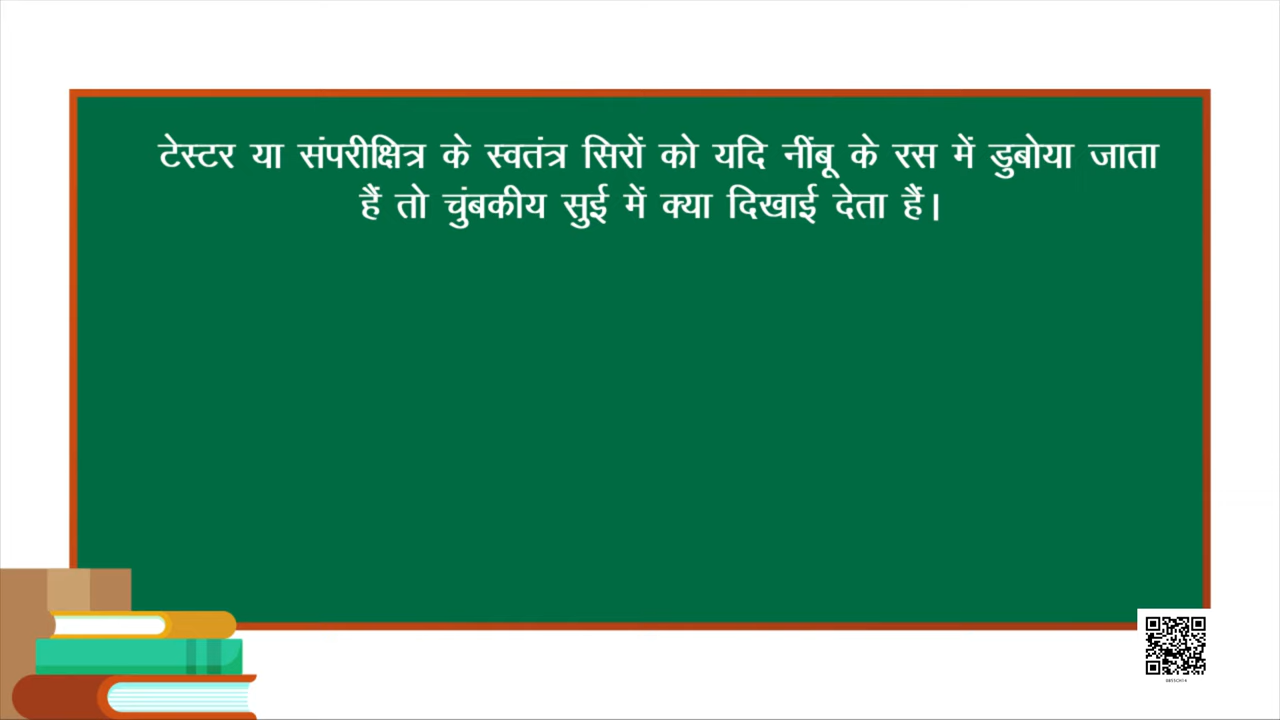 टेस्टर या संपरीक्षित्र के स्वतंत्र सिरों को यदि नींबू के रस में डुबोया जाता
हैं तो चुंबकीय सुई में क्या दिखाई देता हैं।